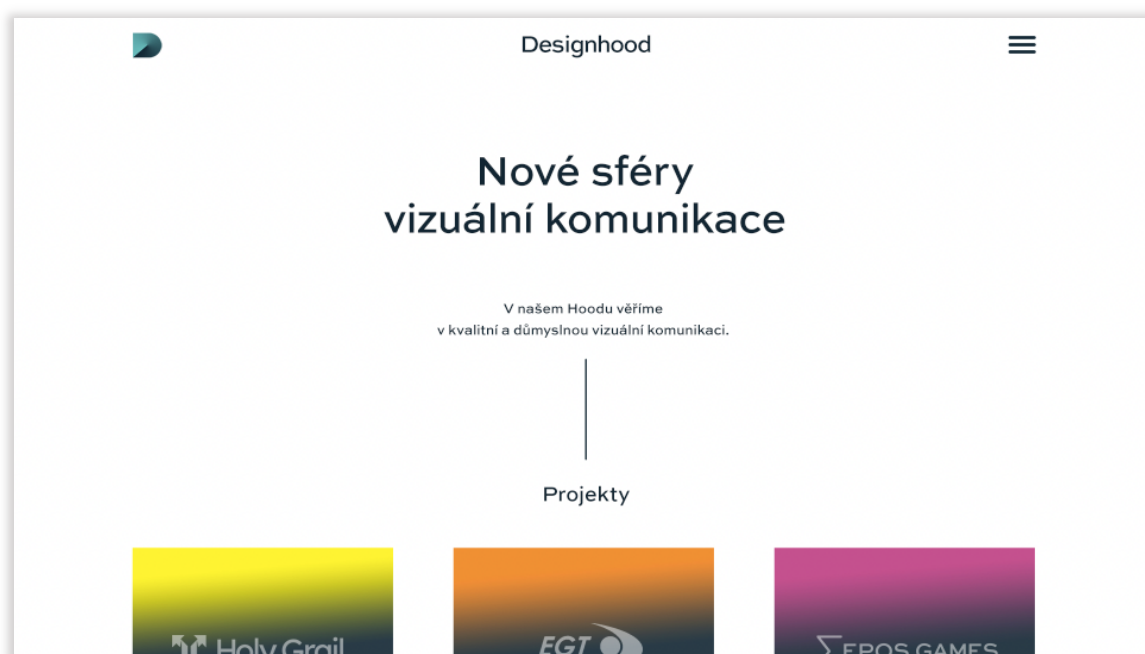 Designhood
Nové sféry
vizuální komunikace
V našem Hoodu věříme
v kvalitní a důmyslnou vizuální komunikaci.
Projekty
Holy Grail
EGT
EPOS GAMES